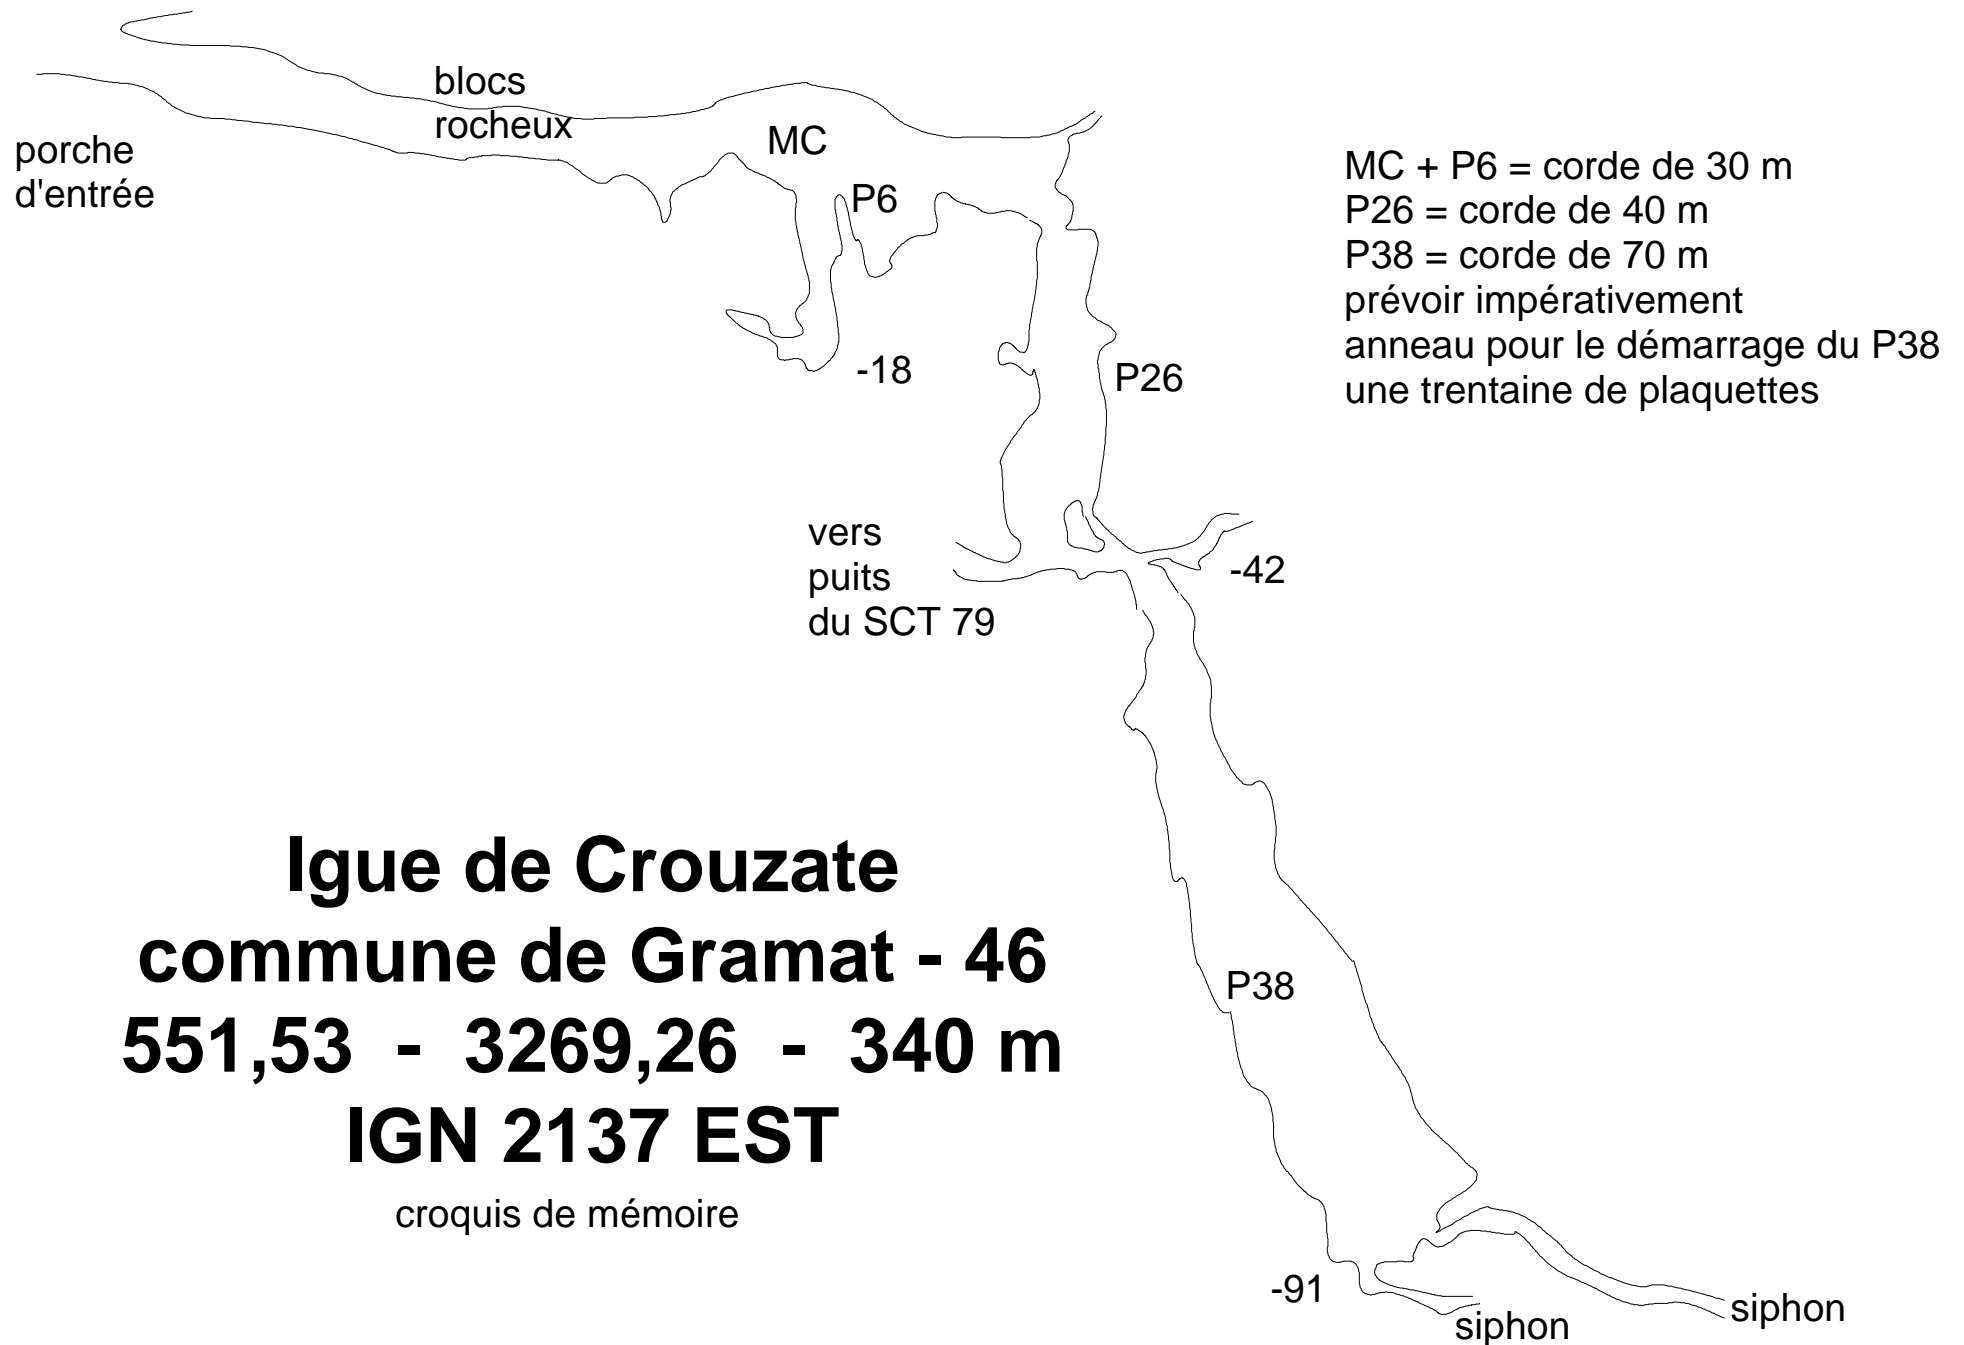 blocs
rocheux
porche
d'entrée
MC
P6
-18
P26
MC + P6 = corde de 30 m
P26 = corde de 40 m
P38 = corde de 70 m
prévoir impérativement
anneau pour le démarrage du P38
une trentaine de plaquettes
vers
puits
du SCT 79
-42
Igue de Crouzate
commune de Gramat - 46
551,53 - 3269,26 - 340 m
IGN 2137 EST
croquis de mémoire
P38
-91
siphon
siphon